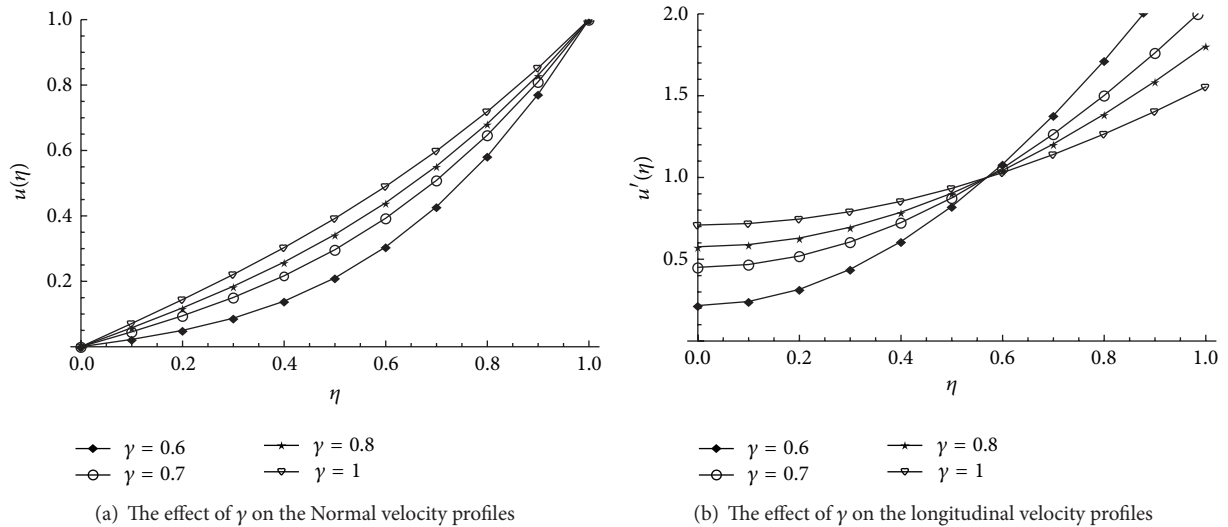 1.0
0.8
0.6
0.4
0.2
u(η)
0.0 0.2 0.4 0.6 0.8 1.0
η
γ = 0.6
γ = 0.8
γ = 0.7
γ = 1
(a) The effect of γ on the Normal velocity profiles
2.0
1.5
1.0
0.5
u′(η)
0.0 0.2 0.4 0.6 0.8 1.0
η
γ = 0.6
γ = 0.8
γ = 0.7
γ = 1
(b) The effect of γ on the longitudinal velocity profiles